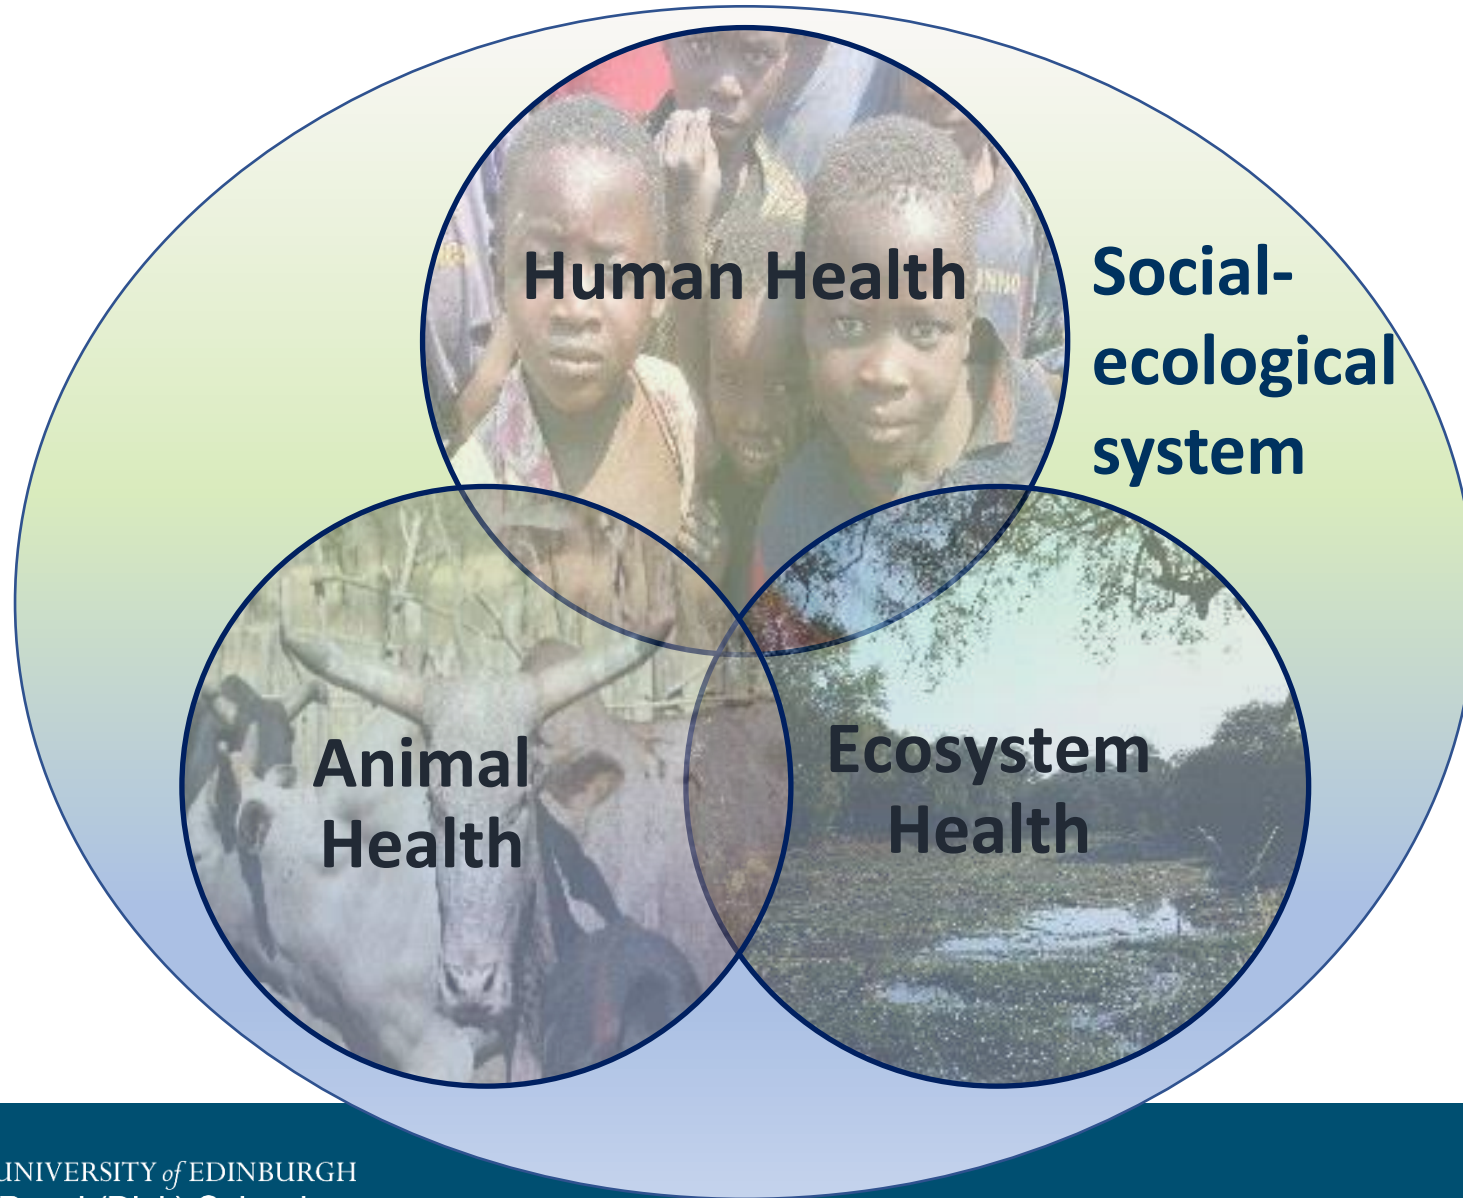 Human Health
Social-
ecological
system
Animal
Health
Ecosystem
Health
UNIVERSITY of EDINBURGH